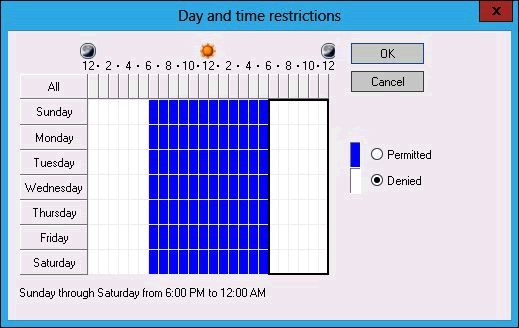 Day and time restrictions
x
12 · 2 · 4 · 6 · 8 · 10 · 12 · 2 · 4 · 6 · 8 · 10 · 12
OK
Cancel
All
Sunday
Monday
Tuesday
Wednesday
Thursday
Friday
Saturday
Permitted
Denied
Sunday through Saturday from 6:00 PM to 12:00 AM